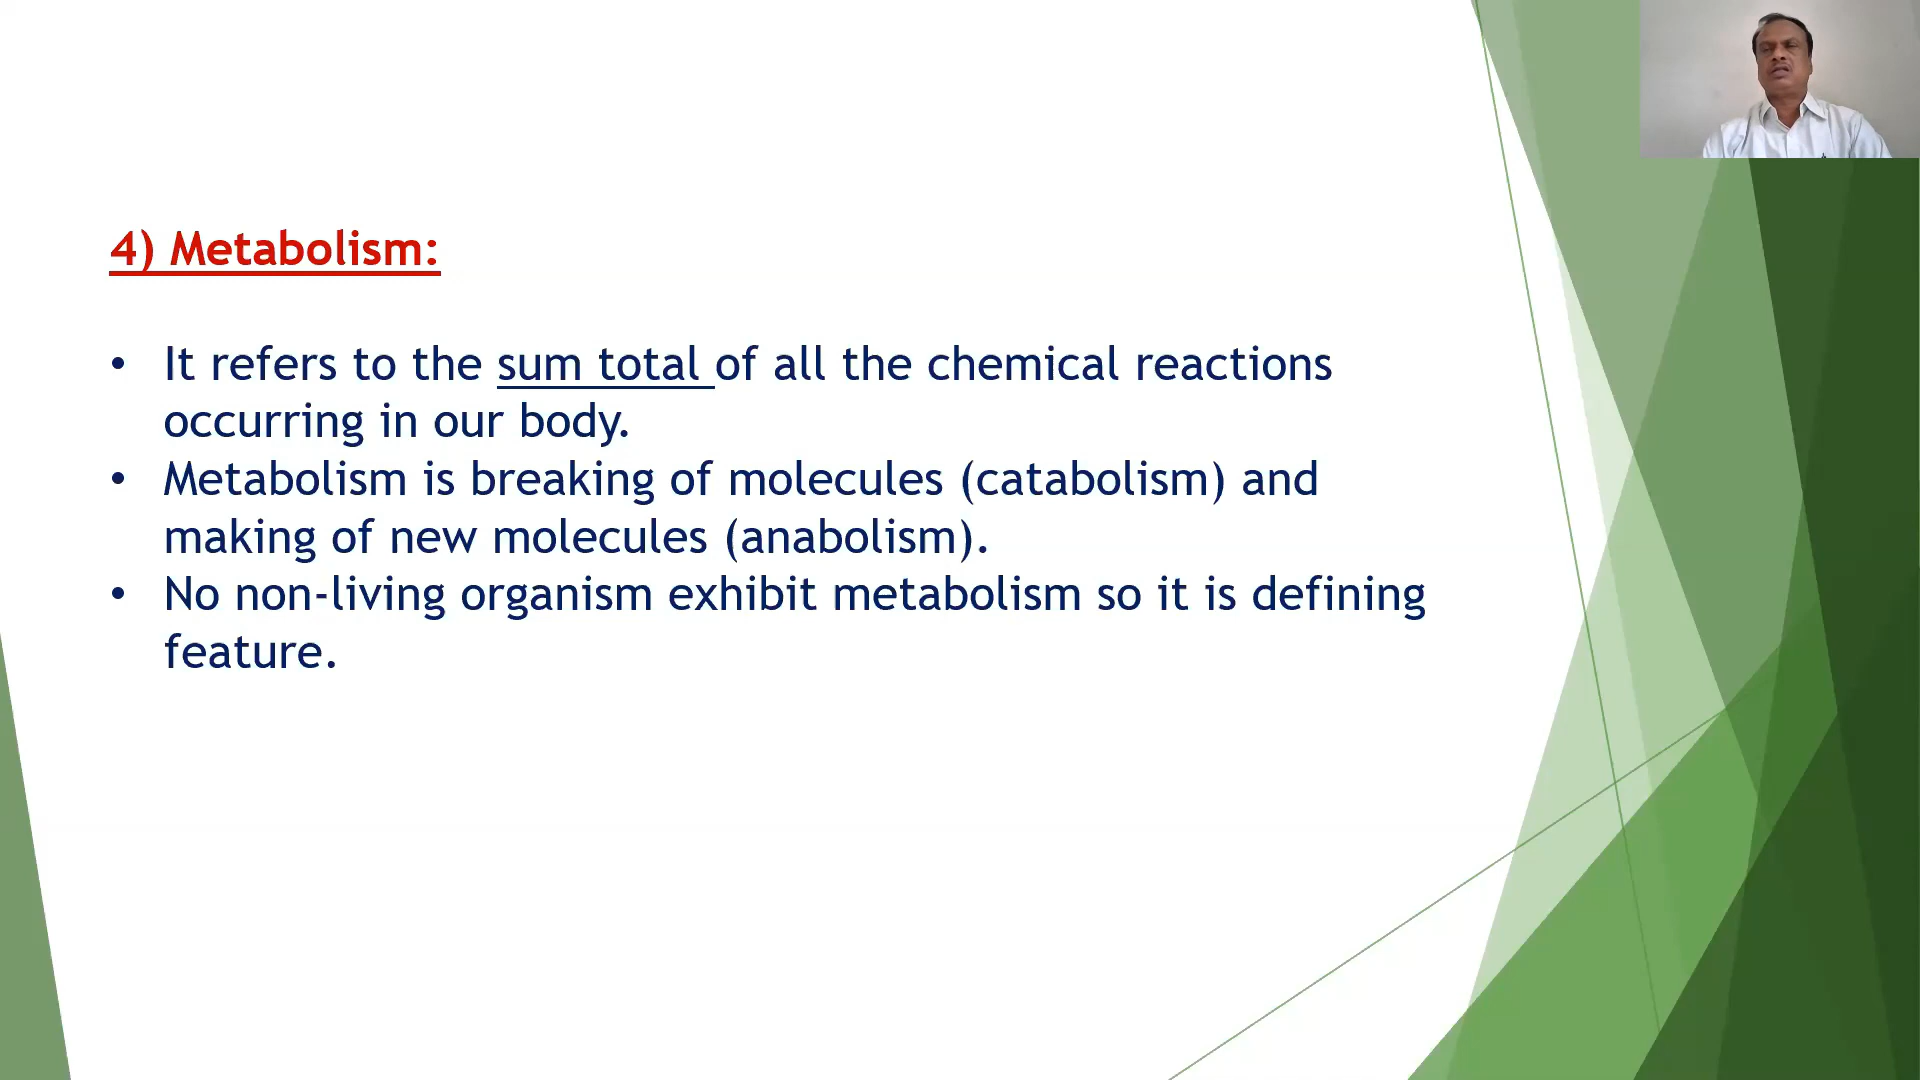 4) Metabolism:
• It refers to the sum total of all the chemical reactions
occurring in our body.
• Metabolism is breaking of molecules (catabolism) and
making of new molecules (anabolism).
• No non-living organism exhibit metabolism so it is defining
feature.